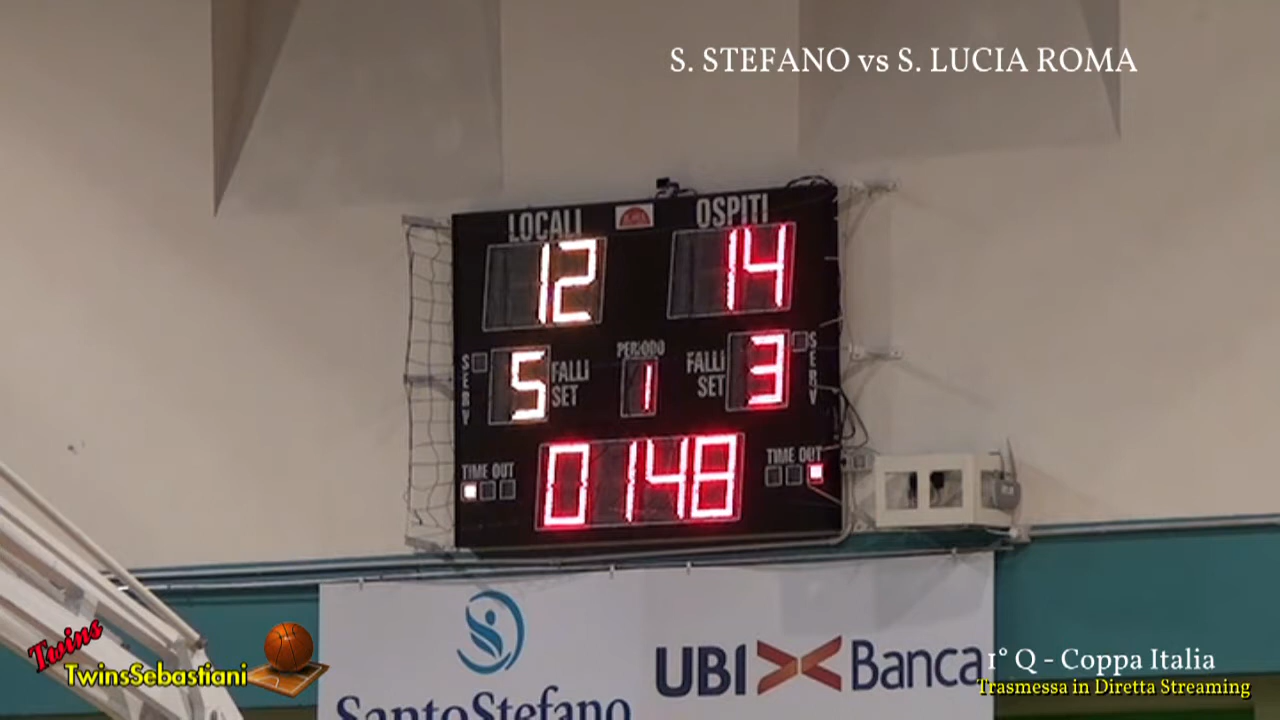 S. STEFANO vs S. LUCIA ROMA
LOCALI
OSPITI
12
14
SERV
5
FALLI SET
PERIODO
1
FALLI SET
3
SERV
TIME OUT
0148
TIME OUT
Twins
TwinsSebastiani
SantoStefano
UBI Banca
1° Q - Coppa Italia
Trasmessa in Diretta Streaming